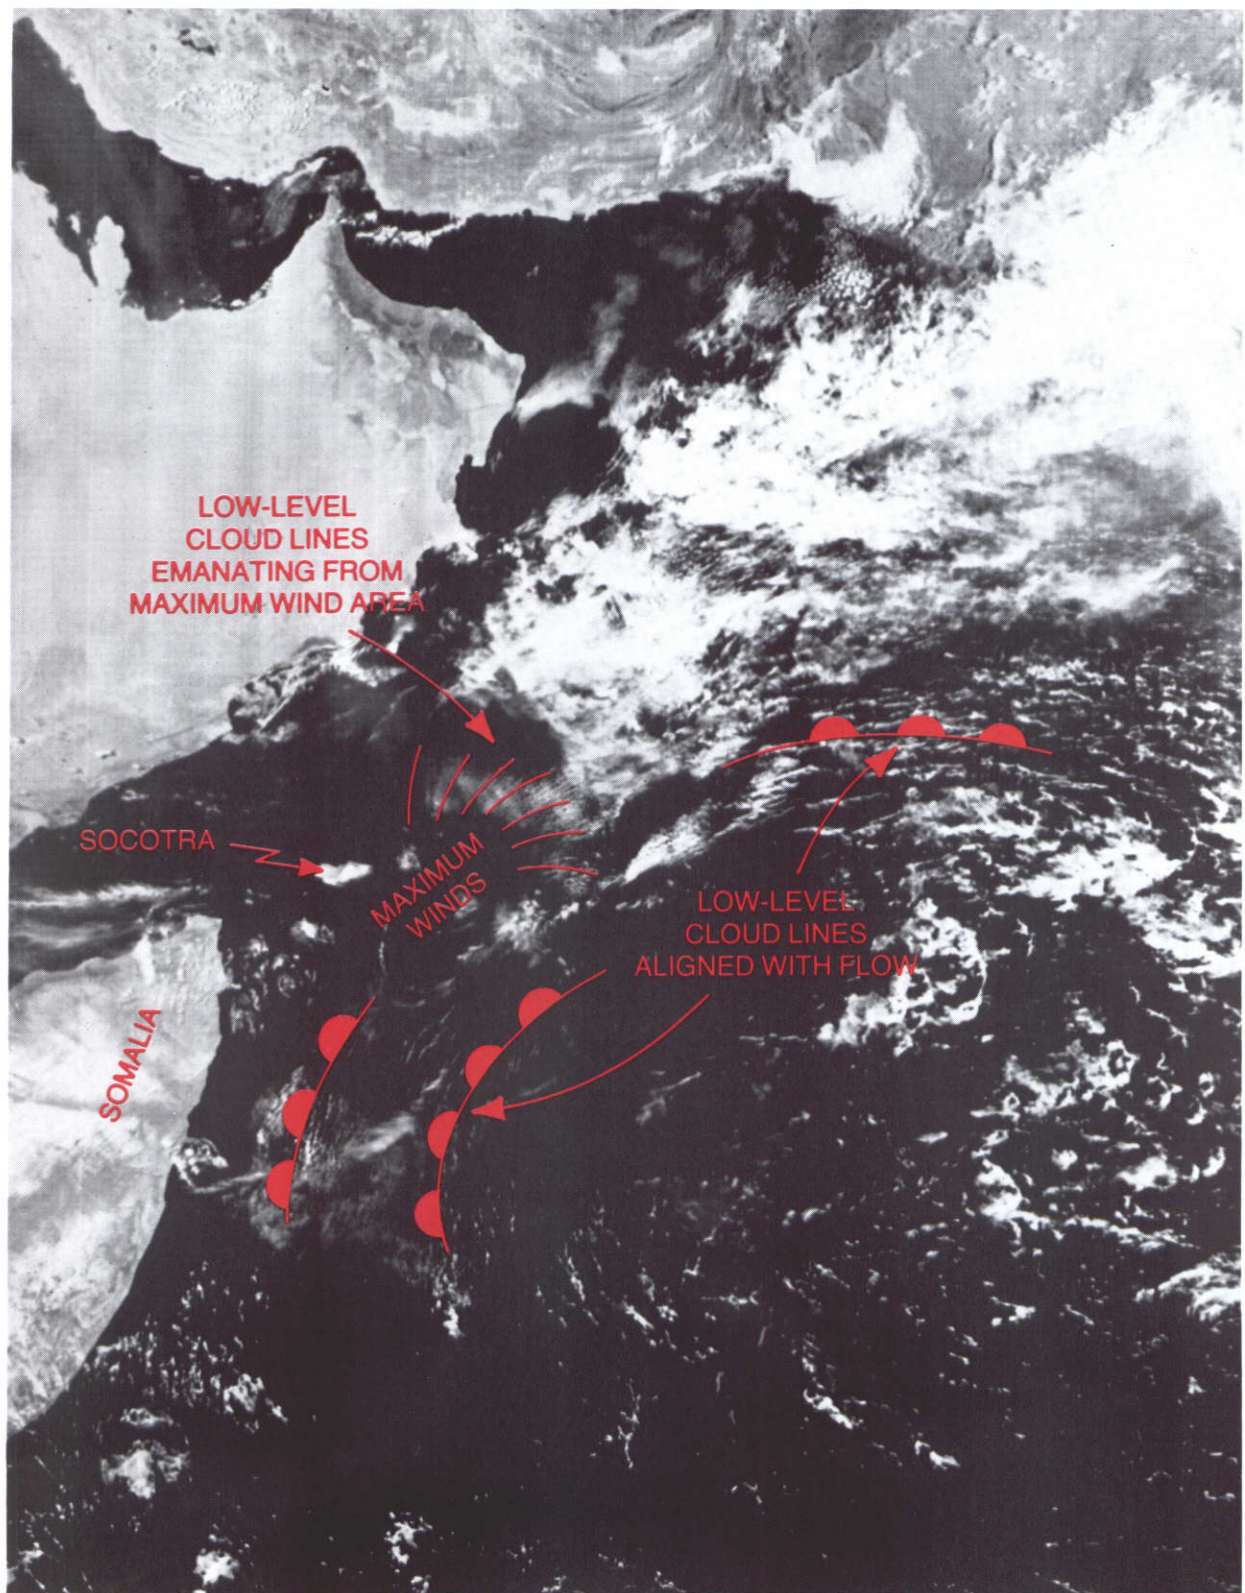 LOW-LEVEL
CLOUD LINES
EMANATING FROM
MAXIMUM WIND AREA
SOCOTRA
MAXIMUM
WINDS
LOW-LEVEL
CLOUD LINES
ALIGNED WITH FLOW
SOMALIA